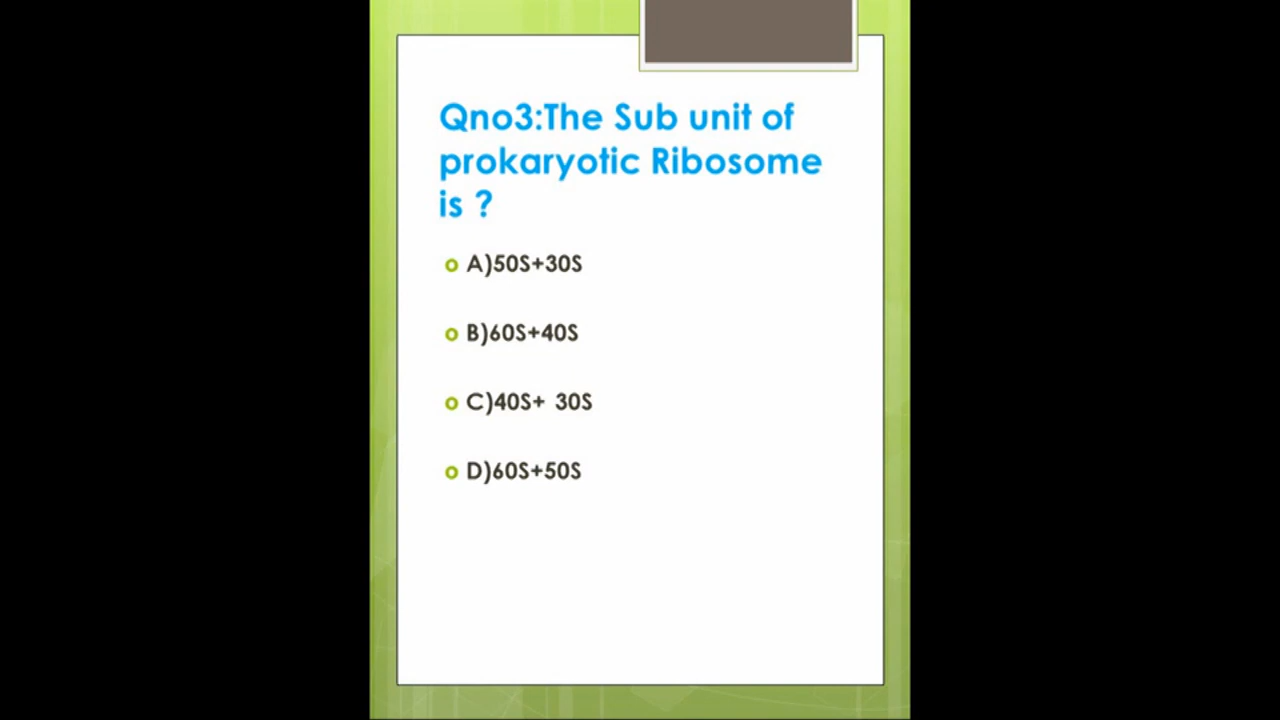 Qno3:The Sub unit of
prokaryotic Ribosome
is ?
A)50S+30S
B)60S+40S
C)40S+ 30S
D)60S+50S